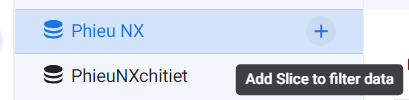 Phieu NX
PhieuNXchitiet
Add Slice to filter data